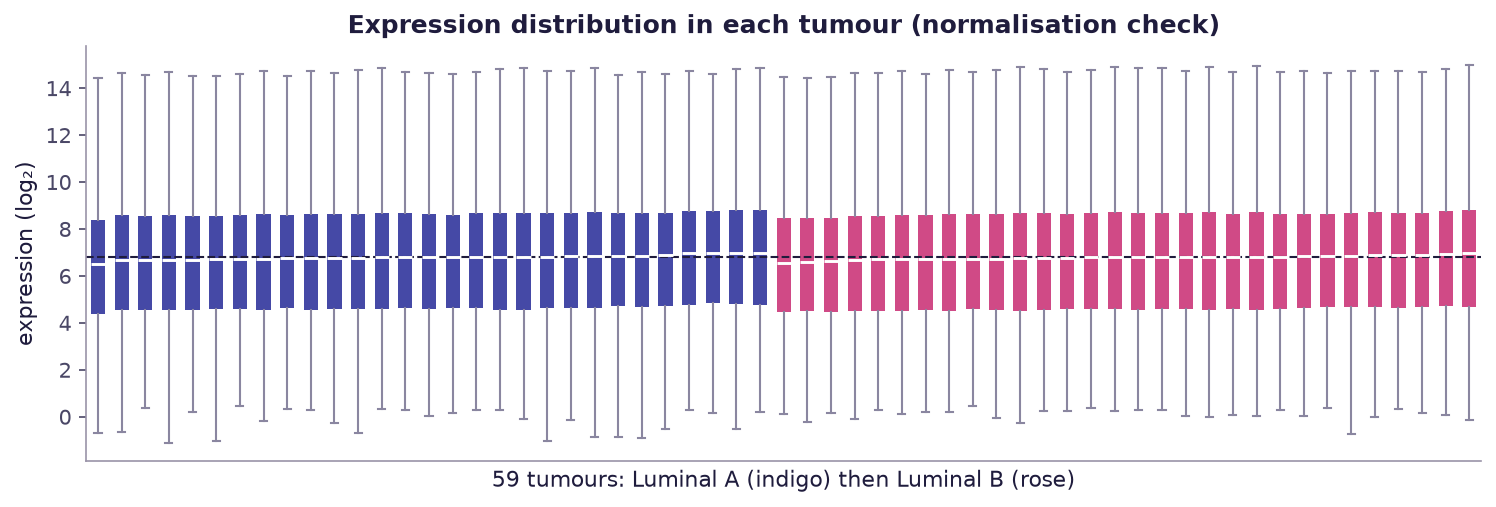 Expression distribution in each tumour (normalisation check)
expression (log₂)
14
12
10
8
6
4
2
0
59 tumours: Luminal A (indigo) then Luminal B (rose)